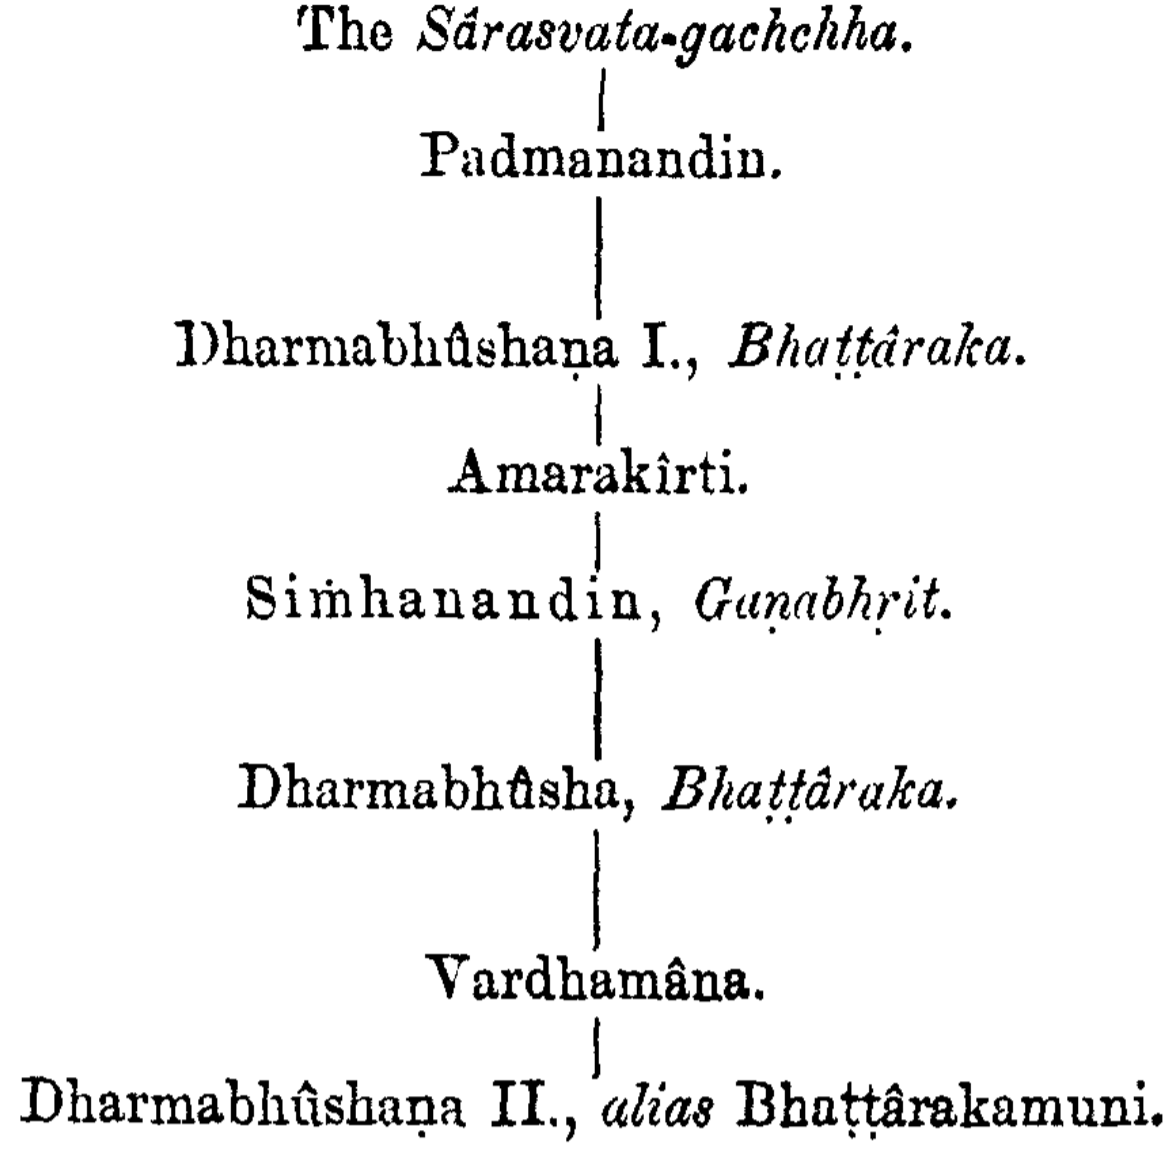 The Sârasvata-gachchha.
Padmanandin.
Dharmabhûshaṇa I., Bhaṭṭâraka.
Amarakîrti.
Siṁhanandin, Gaṇabhṛit.
Dharmabhûsha, Bhaṭṭâraka.
Vardhamâna.
Dharmabhûshaṇa II., alias Bhaṭṭârakamuni.